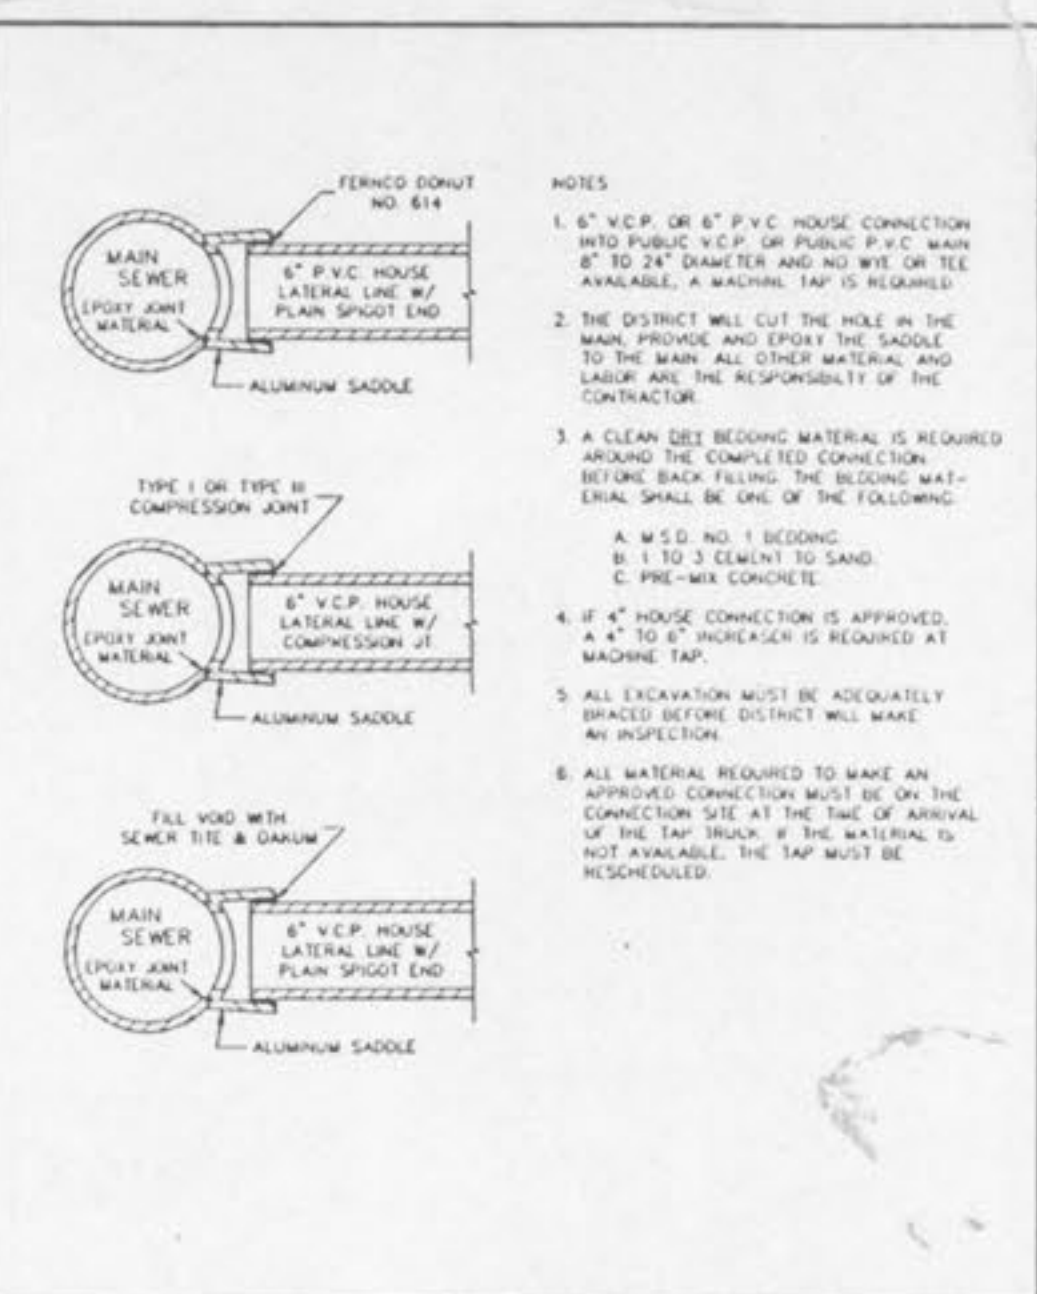 FERNCO DONUT
NO. 614
MAIN
SEWER
EPOXY JOINT
MATERIAL
6" P.V.C. HOUSE
LATERAL LINE W/
PLAIN SPIGOT END
ALUMINUM SADDLE
TYPE I OR TYPE III
COMPRESSION JOINT
MAIN
SEWER
EPOXY JOINT
MATERIAL
6" V.C.P. HOUSE
LATERAL LINE W/
COMPRESSION JT.
ALUMINUM SADDLE
FILL VOID WITH
SEWER TITE & OAKUM
MAIN
SEWER
EPOXY JOINT
MATERIAL
6" V.C.P. HOUSE
LATERAL LINE W/
PLAIN SPIGOT END
ALUMINUM SADDLE
NOTES
1. 6" V.C.P. OR 6" P.V.C. HOUSE CONNECTION
INTO PUBLIC V.C.P. OR PUBLIC P.V.C. MAIN
8" TO 24" DIAMETER AND NO WYE OR TEE
AVAILABLE, A MACHINE TAP IS REQUIRED
2. THE DISTRICT WILL CUT THE HOLE IN THE
MAIN, PROVIDE AND EPOXY THE SADDLE
TO THE MAIN. ALL OTHER MATERIAL AND
LABOR ARE THE RESPONSIBILTY OF THE
CONTRACTOR.
3. A CLEAN DRY BEDDING MATERIAL IS REQUIRED
AROUND THE COMPLETED CONNECTION
BEFORE BACK FILLING. THE BEDDING MAT-
ERIAL SHALL BE ONE OF THE FOLLOWING.
A. M.S.D. NO. 1 BEDDING.
B. 1 TO 3 CEMENT TO SAND.
C. PRE-MIX CONCRETE.
4. IF 4" HOUSE CONNECTION IS APPROVED,
A 4" TO 6" INCREASER IS REQUIRED AT
MACHINE TAP.
5. ALL EXCAVATION MUST BE ADEQUATELY
BRACED BEFORE DISTRICT WILL MAKE
AN INSPECTION.
6. ALL MATERIAL REQUIRED TO MAKE AN
APPROVED CONNECTION MUST BE ON THE
CONNECTION SITE AT THE TIME OF ARRIVAL
OF THE TAP TRUCK. IF THE MATERIAL IS
NOT AVAILABLE, THE TAP MUST BE
RESCHEDULED.